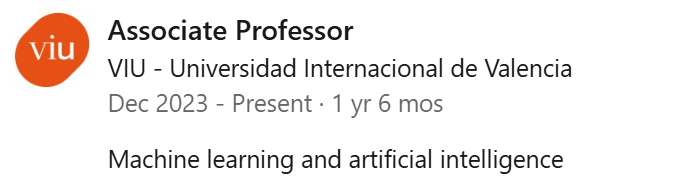 viu
Associate Professor
VIU - Universidad Internacional de Valencia
Dec 2023 - Present · 1 yr 6 mos
Machine learning and artificial intelligence